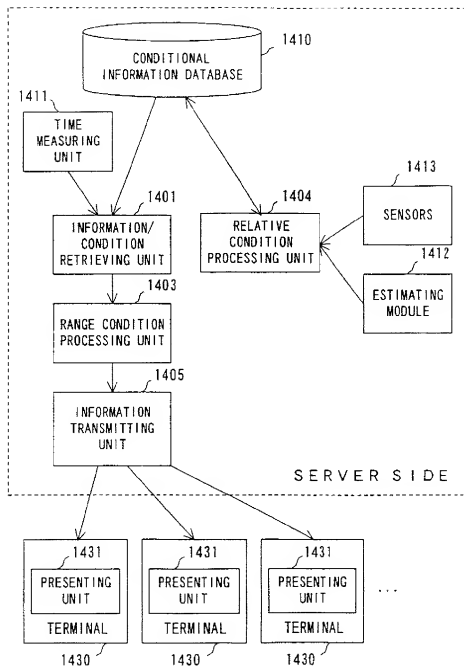 1410
CONDITIONAL
INFORMATION DATABASE
1411
TIME
MEASURING
UNIT
1413
SENSORS
1401
INFORMATION/
CONDITION
RETRIEVING UNIT
1404
RELATIVE
CONDITION
PROCESSING UNIT
1412
ESTIMATING
MODULE
1403
RANGE CONDITION
PROCESSING UNIT
1405
INFORMATION
TRANSMITTING
UNIT
SERVER SIDE
1431
PRESENTING
UNIT
TERMINAL
1430
1431
PRESENTING
UNIT
TERMINAL
1430
1431
PRESENTING
UNIT
TERMINAL
1430
...